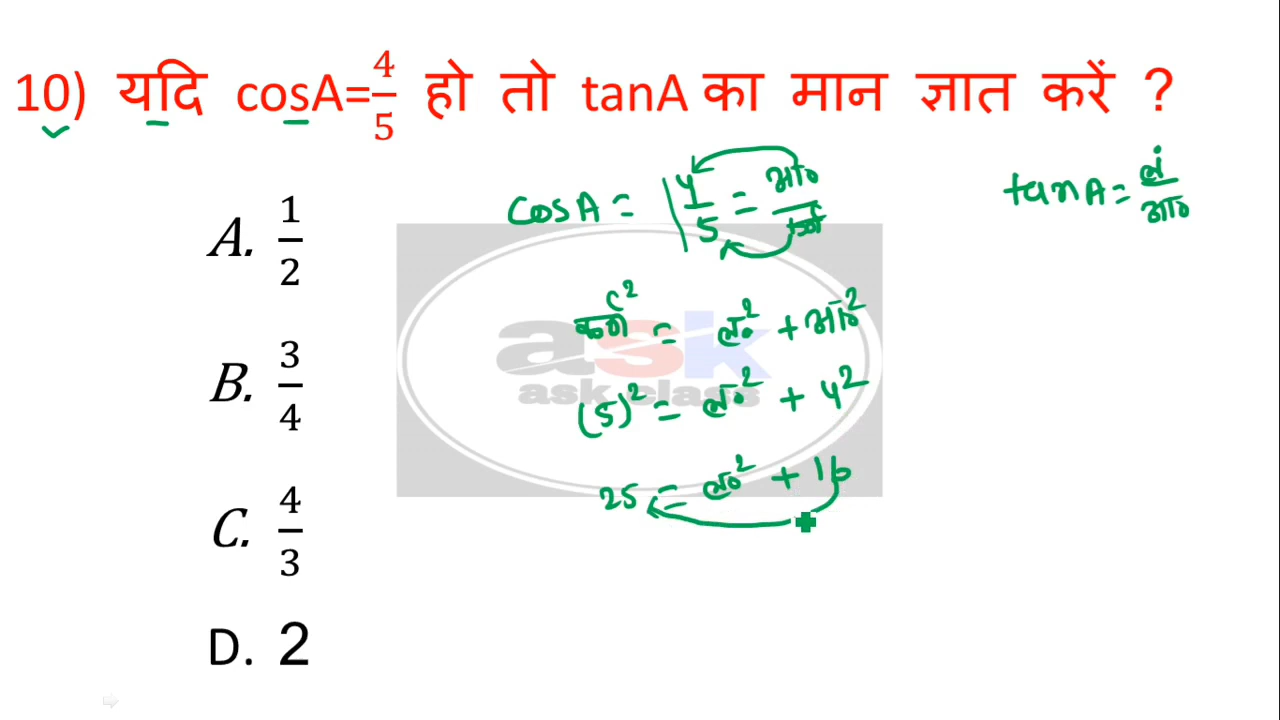 10) यदि cosA=4/5 हो तो tanA का मान ज्ञात करें ?
A. 1/2
B. 3/4
C. 4/3
D. 2
cosA = 4/5 = आ०/कर्ण
tanA = लं/आ०
कर्ण² = लं०² + आ०²
(5)² = लं०² + 4²
25 = लं०² + 16
ask
ask class